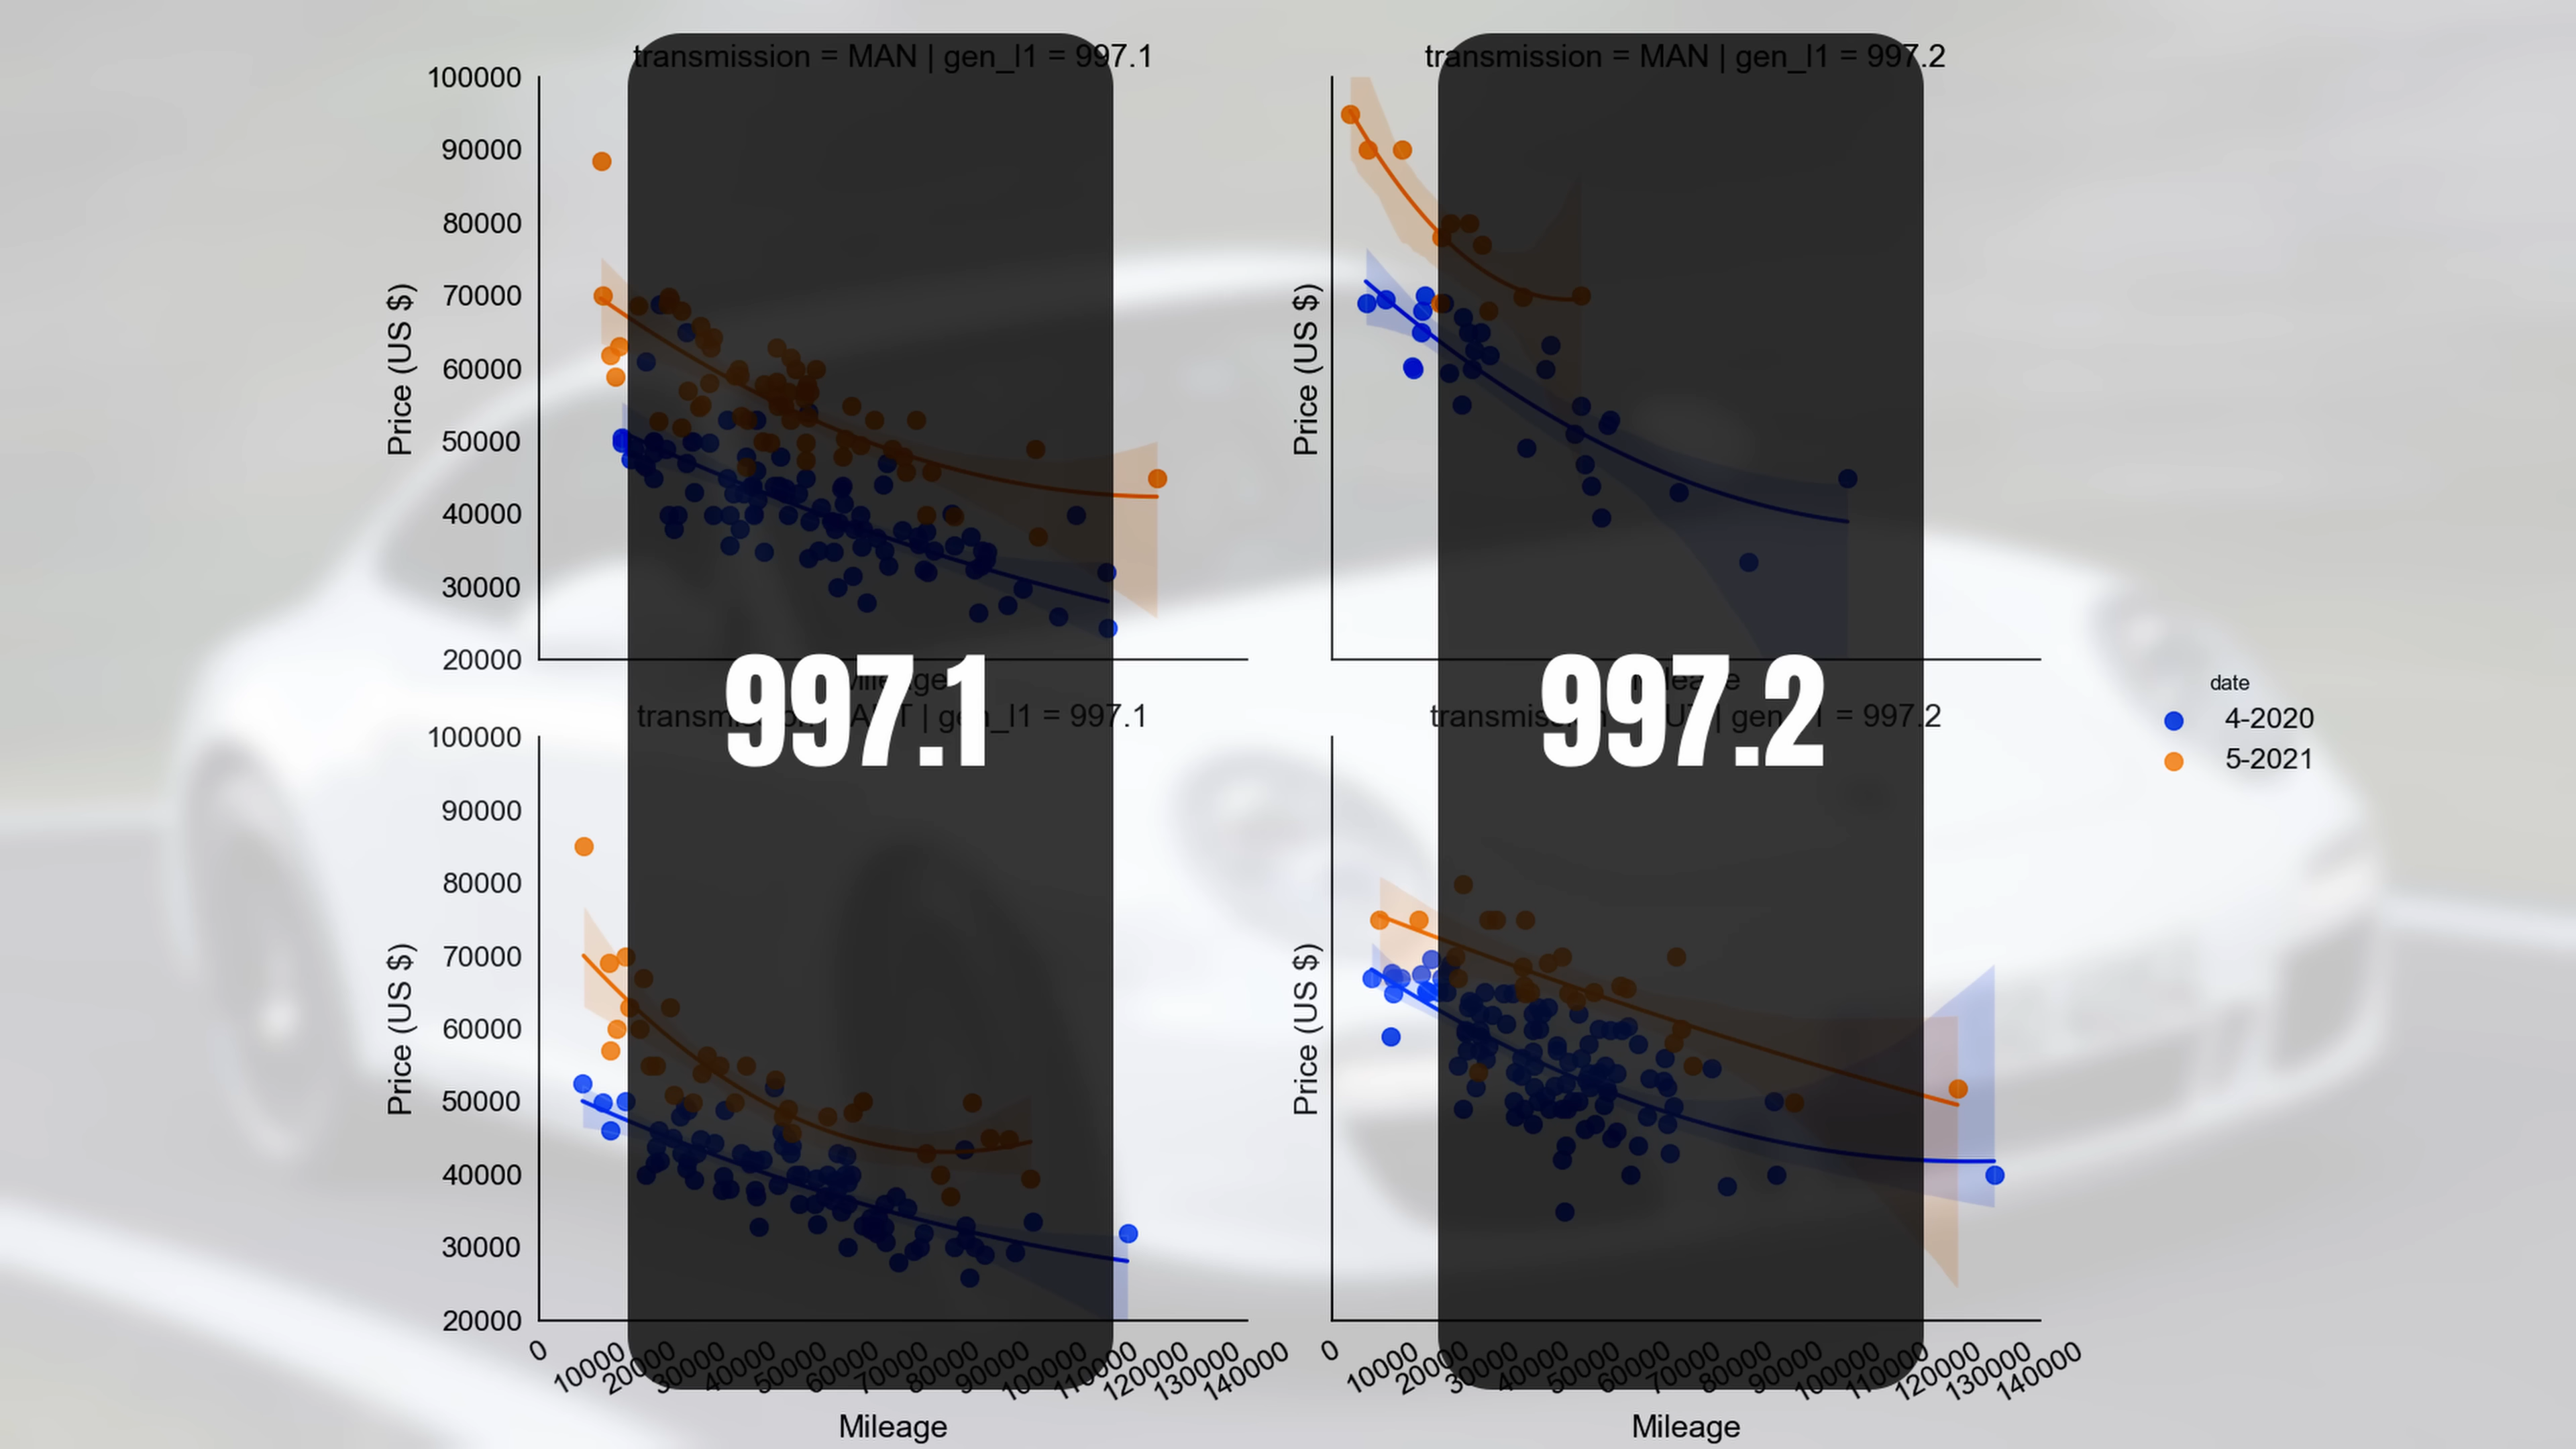 transmission = MAN | gen_l1 = 997.1
transmission = MAN | gen_l1 = 997.2
100000
90000
80000
70000
60000
50000
40000
30000
20000
Price (US $)
Price (US $)
Mileage
Mileage
997.1
997.2
transmission = AUT | gen_l1 = 997.1
transmission = AUT | gen_l1 = 997.2
date
4-2020
5-2021
100000
90000
80000
70000
60000
50000
40000
30000
20000
Price (US $)
Price (US $)
0 10000 20000 30000 40000 50000 60000 70000 80000 90000 100000 110000 120000 130000 140000
0 10000 20000 30000 40000 50000 60000 70000 80000 90000 100000 110000 120000 130000 140000
Mileage
Mileage